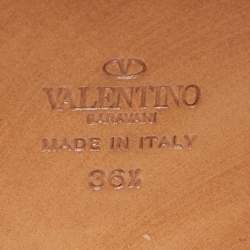 VALENTINO
GARAVANI
MADE IN ITALY
36½